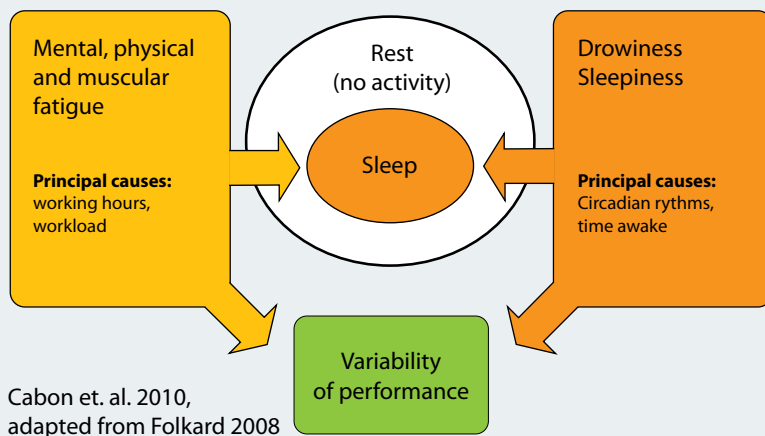 Mental, physical
and muscular
fatigue
Principal causes:
working hours,
workload
Rest
(no activity)
Sleep
Drowiness
Sleepiness
Principal causes:
Circadian rythms,
time awake
Variability
of performance
Cabon et. al. 2010,
adapted from Folkard 2008